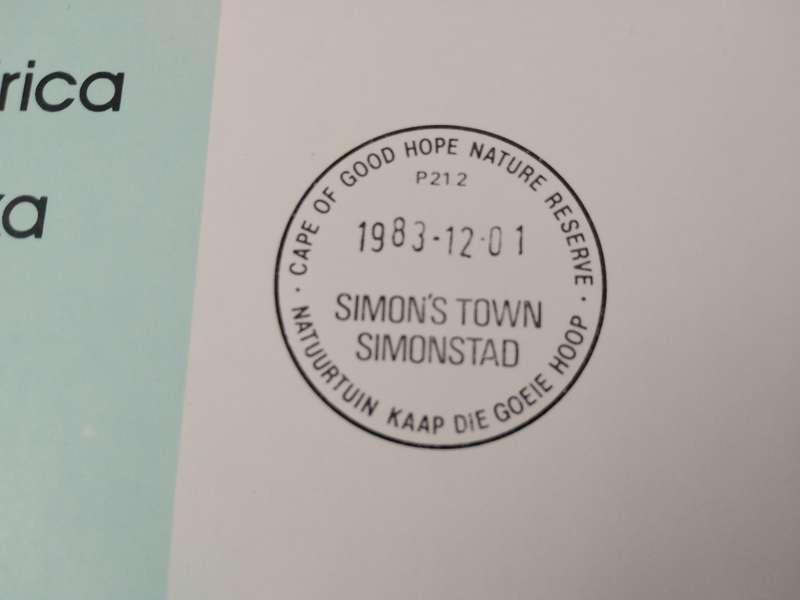 rica
a
CAPE OF GOOD HOPE NATURE RESERVE
P212
1983-12-01
SIMON'S TOWN
SIMONSTAD
NATUURTUIN KAAP DiE GOEIE HOOP